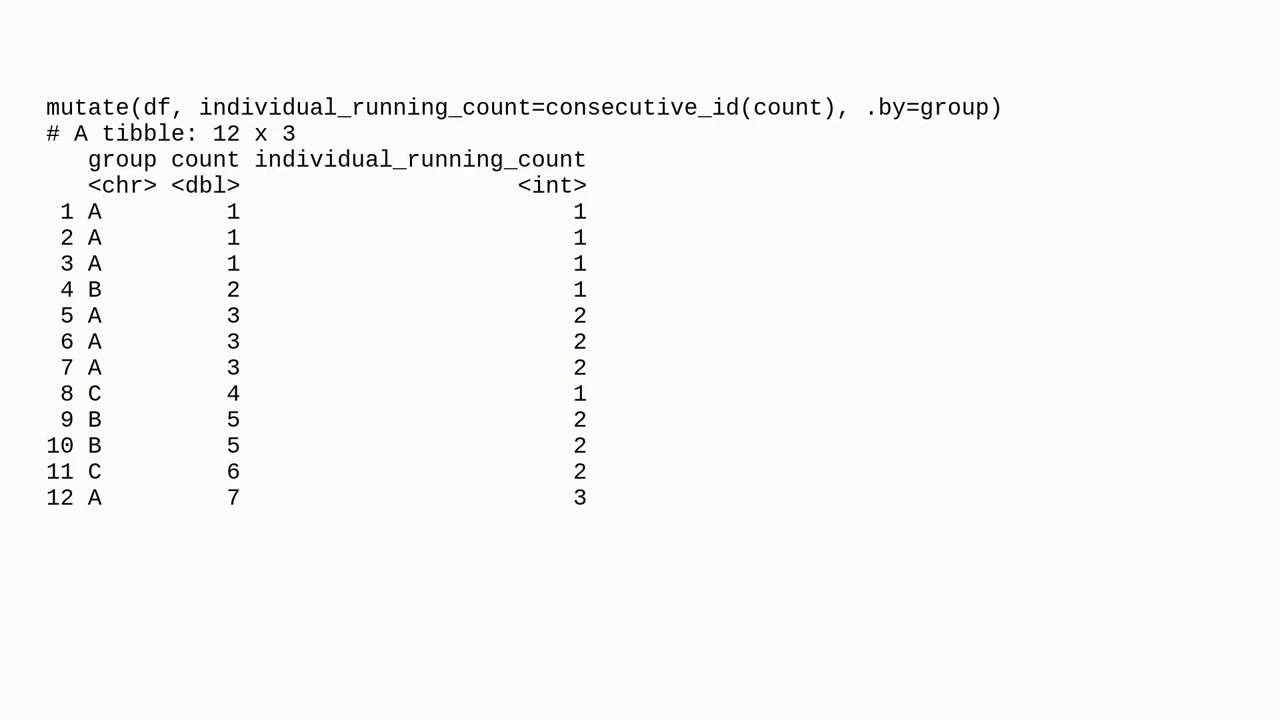 mutate(df, individual_running_count=consecutive_id(count), .by=group)
# A tibble: 12 x 3
   group count individual_running_count
   <chr> <dbl>                    <int>
 1 A         1                        1
 2 A         1                        1
 3 A         1                        1
 4 B         2                        1
 5 A         3                        2
 6 A         3                        2
 7 A         3                        2
 8 C         4                        1
 9 B         5                        2
10 B         5                        2
11 C         6                        2
12 A         7                        3